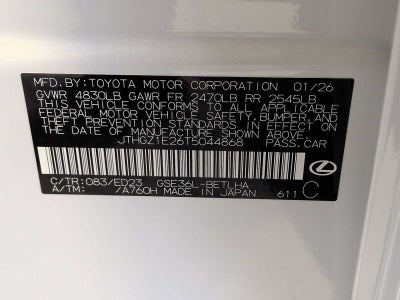 MFD.BY:TOYOTA MOTOR CORPORATION 01/26
GVWR 4830LB GAWR FR 2470LB RR 2545LB
THIS VEHICLE CONFORMS TO ALL APPLICABLE
FEDERAL MOTOR VEHICLE SAFETY, BUMPER, AND
THEFT PREVENTION STANDARDS IN EFFECT ON
THE DATE OF MANUFACTURE SHOWN ABOVE.
JTHGZ1E26T5044868 PASS.CAR
C/TR:083/ED23 GSE36L-BETLHA
A/TM: /A760H MADE IN JAPAN 611 C